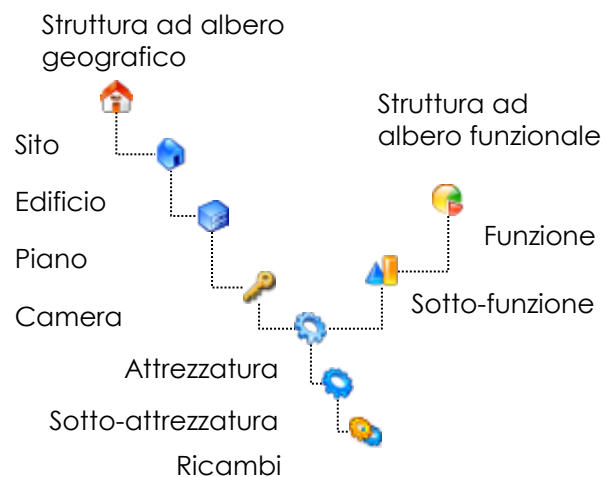 Struttura ad albero
geografico
Struttura ad
albero funzionale
Sito
Edificio
Funzione
Piano
Sotto-funzione
Camera
Attrezzatura
Sotto-attrezzatura
Ricambi